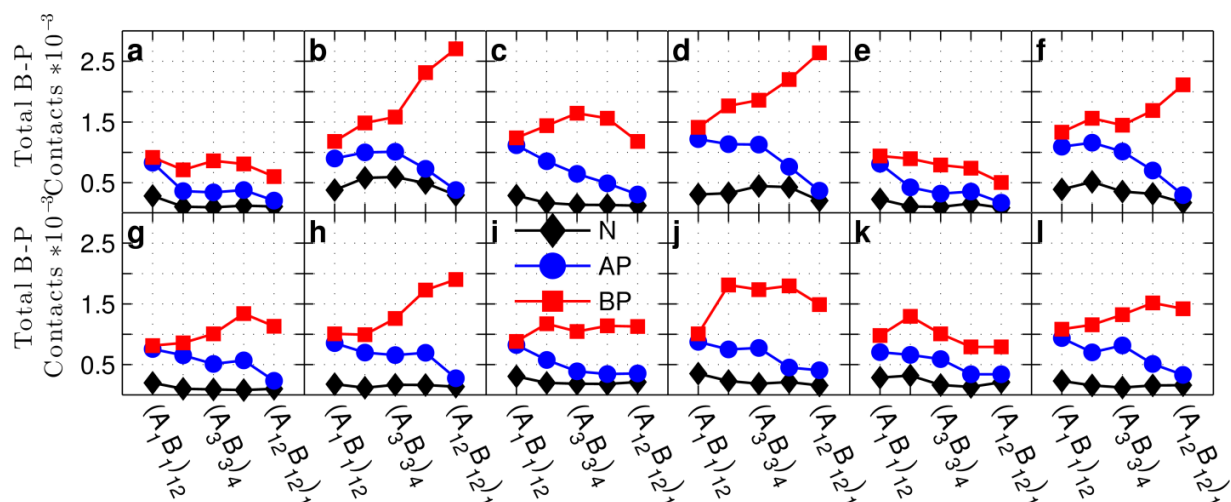 Total B-P
Contacts *10⁻³
2.5
1.5
0.5
a
b
c
d
e
f
Total B-P
Contacts *10⁻³
2.5
1.5
0.5
g
h
i
j
k
l
N
AP
BP
(A₁B₁)₁₂
(A₃B₃)₄
(A₁₂B₁₂)₁
(A₁B₁)₁₂
(A₃B₃)₄
(A₁₂B₁₂)₁
(A₁B₁)₁₂
(A₃B₃)₄
(A₁₂B₁₂)₁
(A₁B₁)₁₂
(A₃B₃)₄
(A₁₂B₁₂)₁
(A₁B₁)₁₂
(A₃B₃)₄
(A₁₂B₁₂)₁
(A₁B₁)₁₂
(A₃B₃)₄
(A₁₂B₁₂)₁